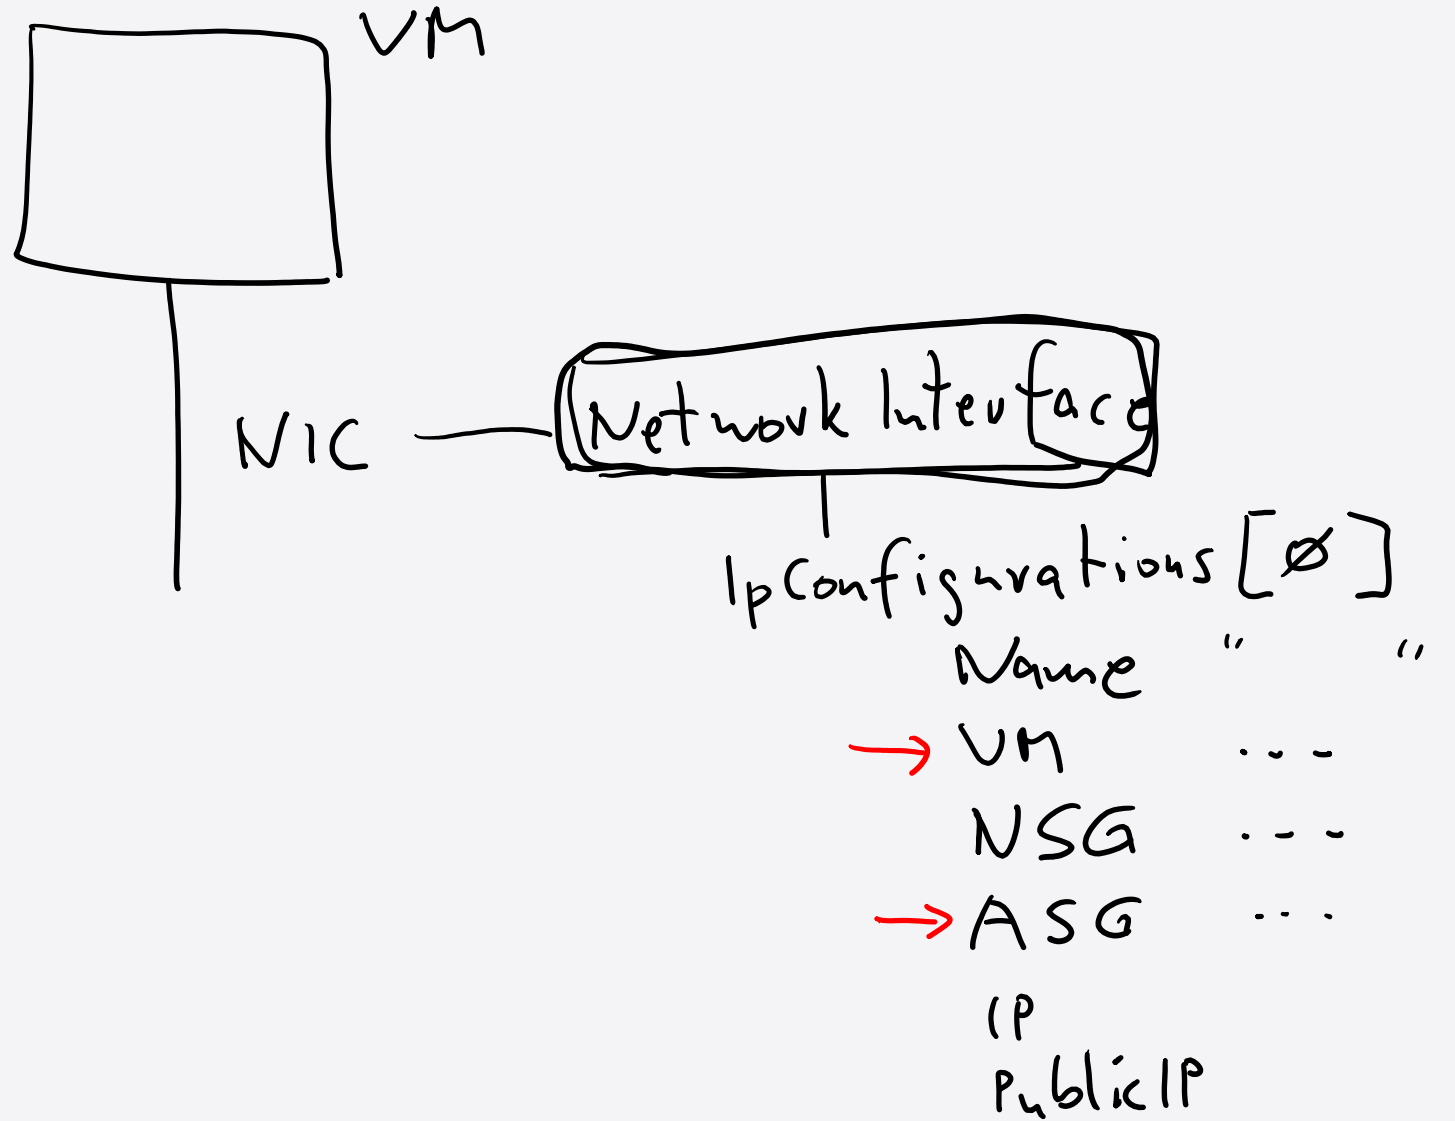 VM
NIC Network Interface
IpConfigurations [0]
Name " "
VM ---
NSG ---
ASG ...
IP
PublicIP